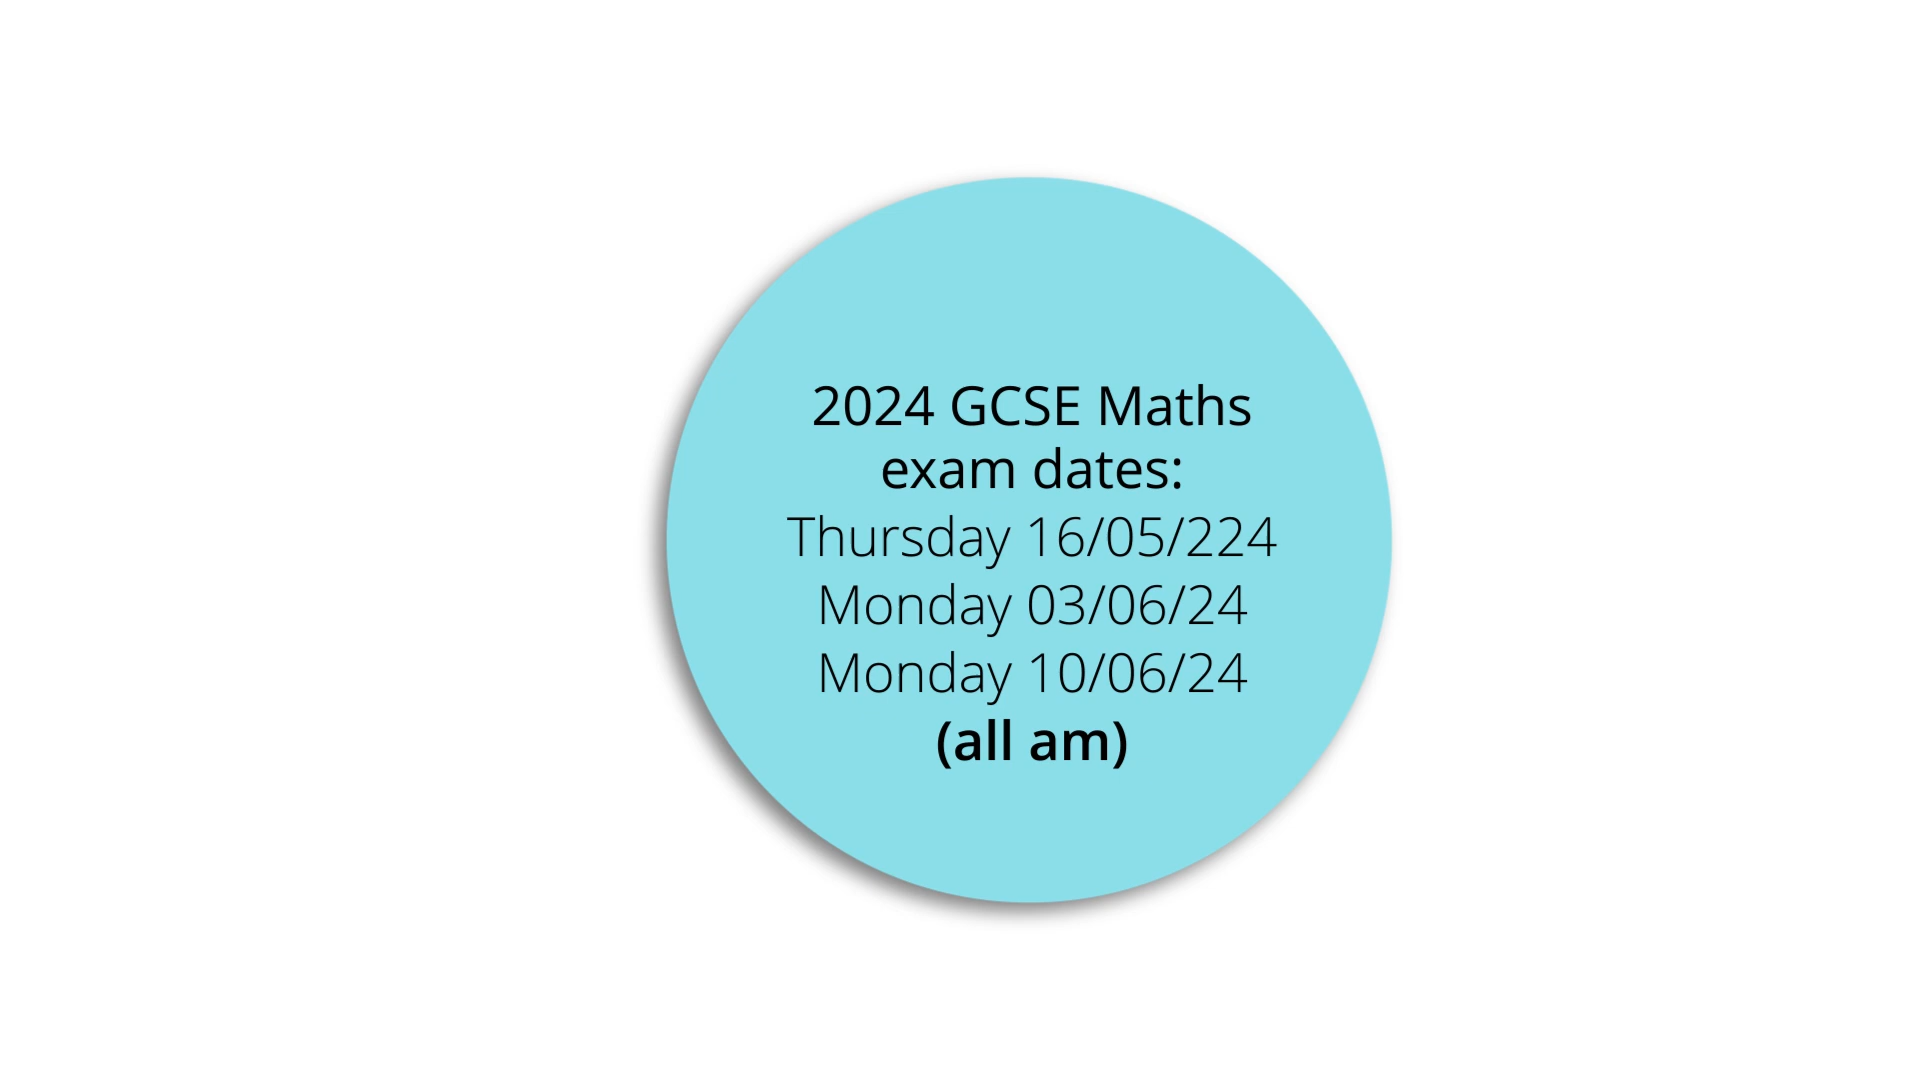 2024 GCSE Maths
exam dates:
Thursday 16/05/224
Monday 03/06/24
Monday 10/06/24
(all am)